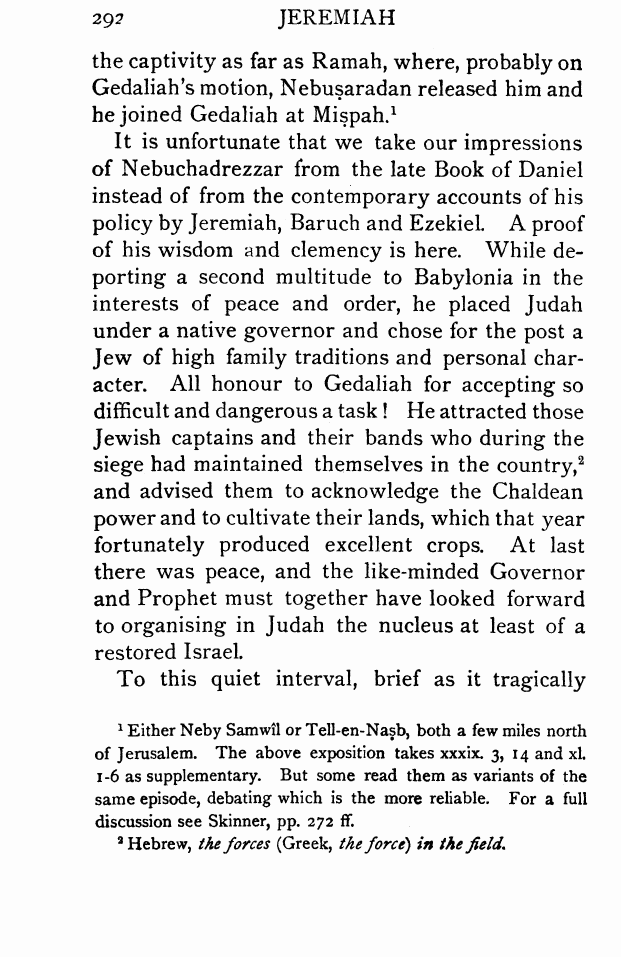 292 JEREMIAH
the captivity as far as Ramah, where, probably on
Gedaliah's motion, Nebuṣaradan released him and
he joined Gedaliah at Miṣpah.¹
It is unfortunate that we take our impressions
of Nebuchadrezzar from the late Book of Daniel
instead of from the contemporary accounts of his
policy by Jeremiah, Baruch and Ezekiel. A proof
of his wisdom and clemency is here. While de-
porting a second multitude to Babylonia in the
interests of peace and order, he placed Judah
under a native governor and chose for the post a
Jew of high family traditions and personal char-
acter. All honour to Gedaliah for accepting so
difficult and dangerous a task! He attracted those
Jewish captains and their bands who during the
siege had maintained themselves in the country,²
and advised them to acknowledge the Chaldean
power and to cultivate their lands, which that year
fortunately produced excellent crops. At last
there was peace, and the like-minded Governor
and Prophet must together have looked forward
to organising in Judah the nucleus at least of a
restored Israel.
To this quiet interval, brief as it tragically
¹ Either Neby Samwîl or Tell-en-Naṣb, both a few miles north
of Jerusalem. The above exposition takes xxxix. 3, 14 and xl.
1-6 as supplementary. But some read them as variants of the
same episode, debating which is the more reliable. For a full
discussion see Skinner, pp. 272 ff.
² Hebrew, the forces (Greek, the force) in the field.